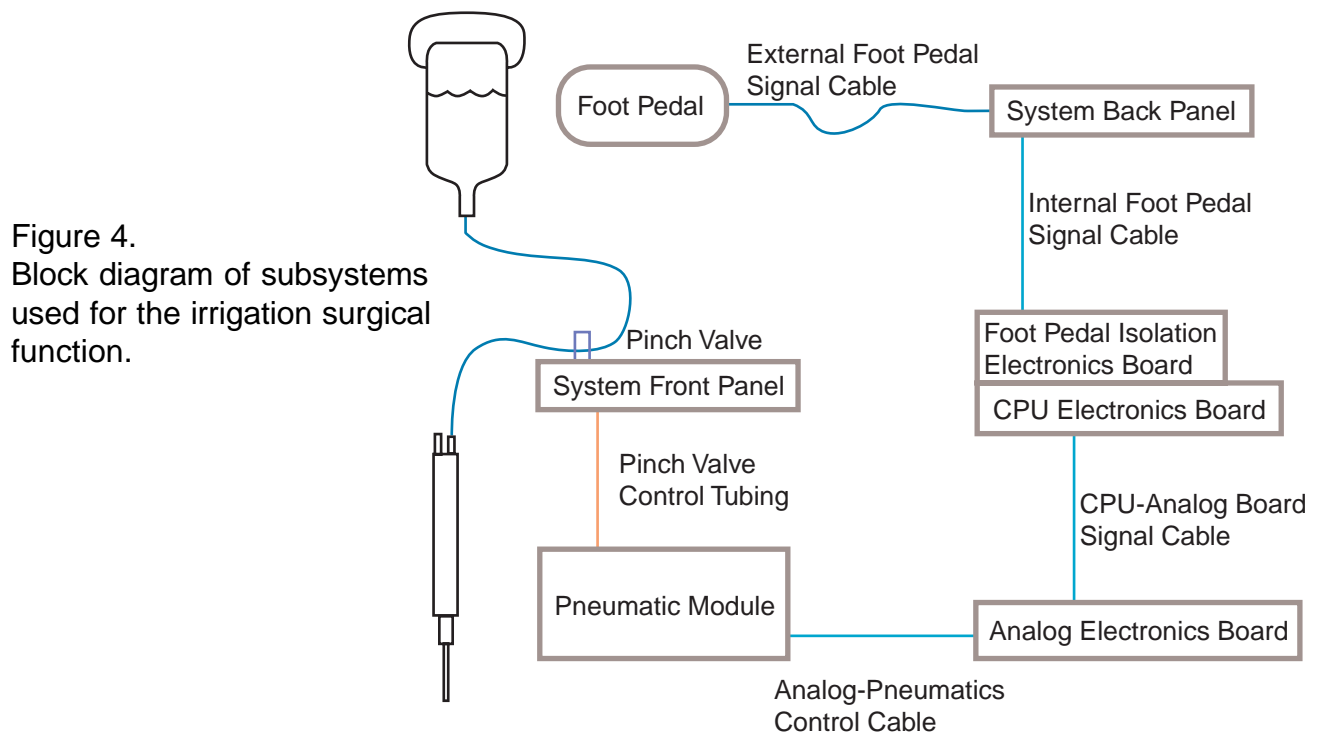 External Foot Pedal
Signal Cable
Foot Pedal
System Back Panel
Internal Foot Pedal
Signal Cable
Figure 4.
Block diagram of subsystems
used for the irrigation surgical
function.
Pinch Valve
Foot Pedal Isolation
Electronics Board
System Front Panel
CPU Electronics Board
Pinch Valve
Control Tubing
CPU-Analog Board
Signal Cable
Pneumatic Module
Analog Electronics Board
Analog-Pneumatics
Control Cable